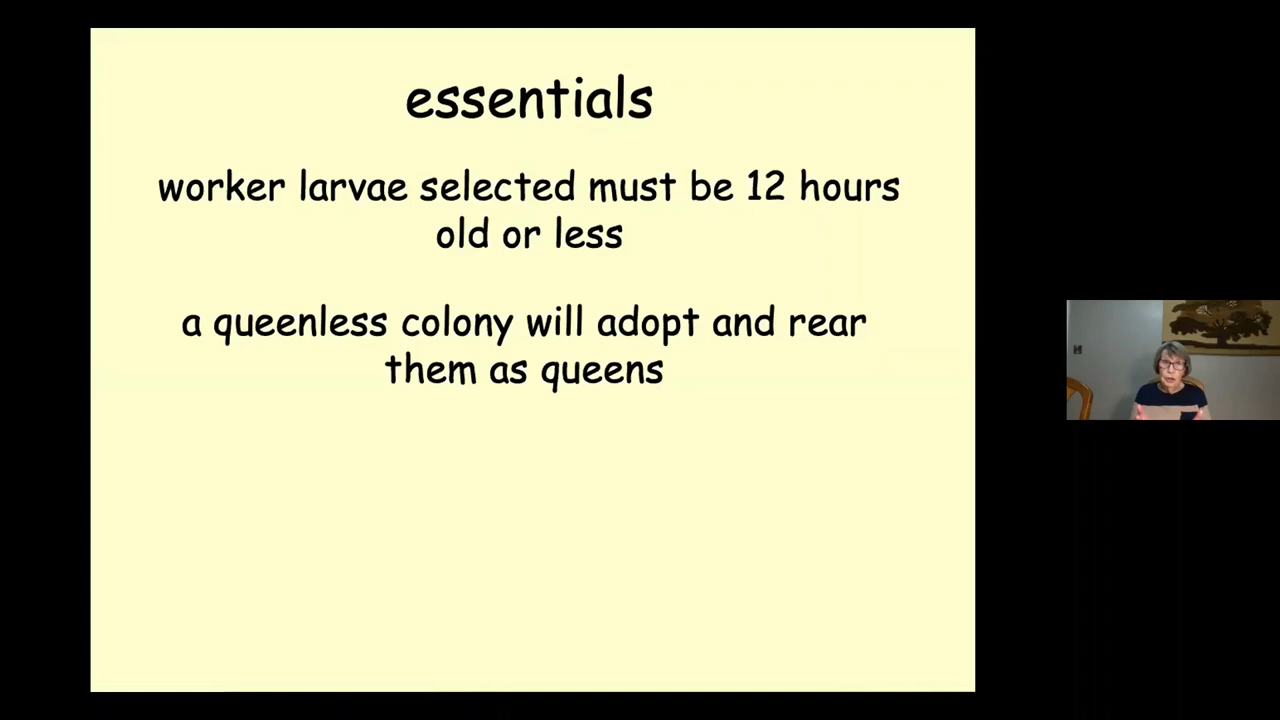 essentials
worker larvae selected must be 12 hours
old or less
a queenless colony will adopt and rear
them as queens